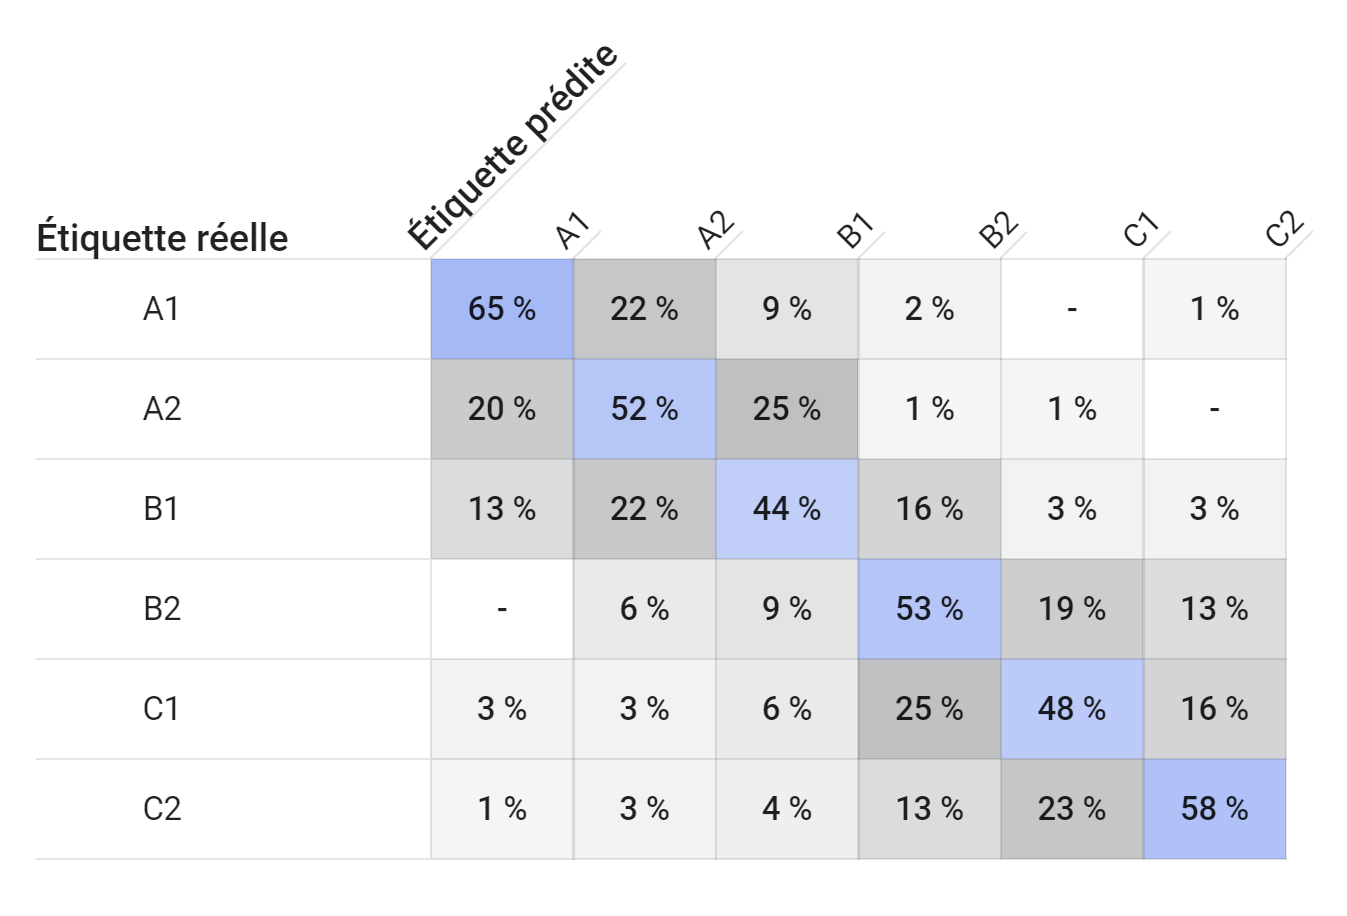 Étiquette prédite
Étiquette réelle A1 A2 B1 B2 C1 C2
A1 65 % 22 % 9 % 2 % - 1 %
A2 20 % 52 % 25 % 1 % 1 % -
B1 13 % 22 % 44 % 16 % 3 % 3 %
B2 - 6 % 9 % 53 % 19 % 13 %
C1 3 % 3 % 6 % 25 % 48 % 16 %
C2 1 % 3 % 4 % 13 % 23 % 58 %